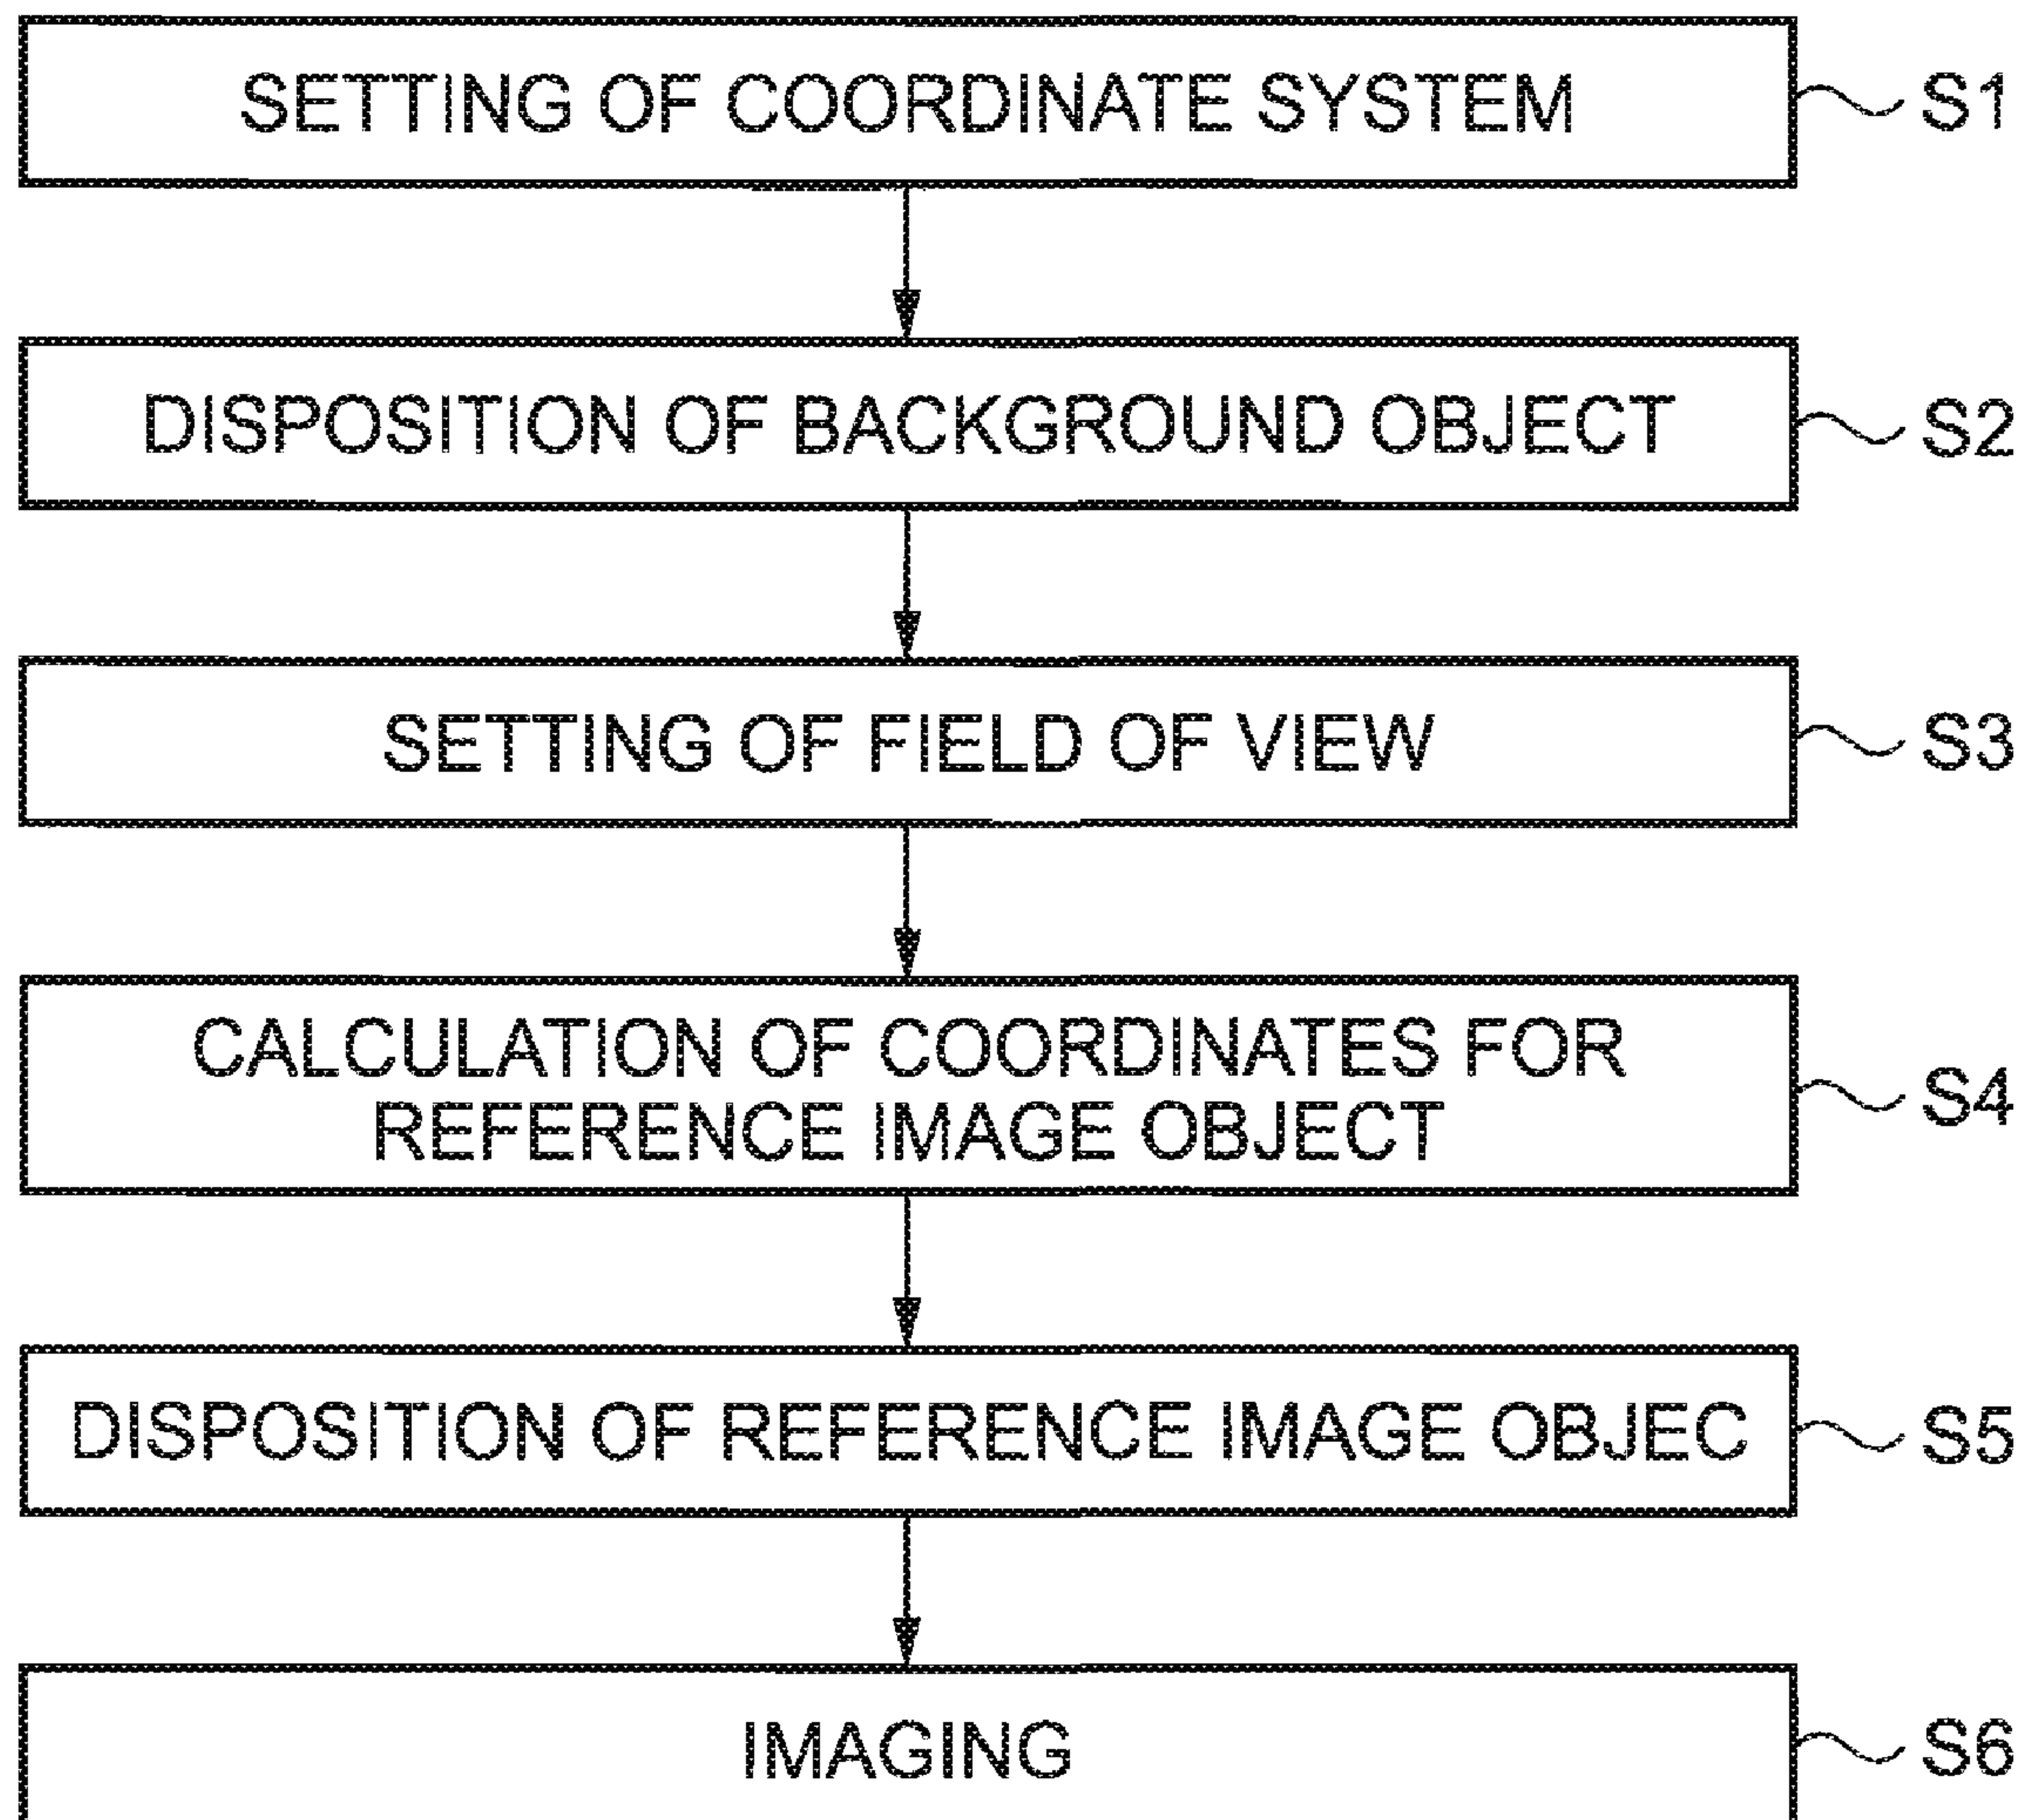 SETTING OF COORDINATE SYSTEM S1
DISPOSITION OF BACKGROUND OBJECT S2
SETTING OF FIELD OF VIEW S3
CALCULATION OF COORDINATES FOR
REFERENCE IMAGE OBJECT S4
DISPOSITION OF REFERENCE IMAGE OBJEC S5
IMAGING S6